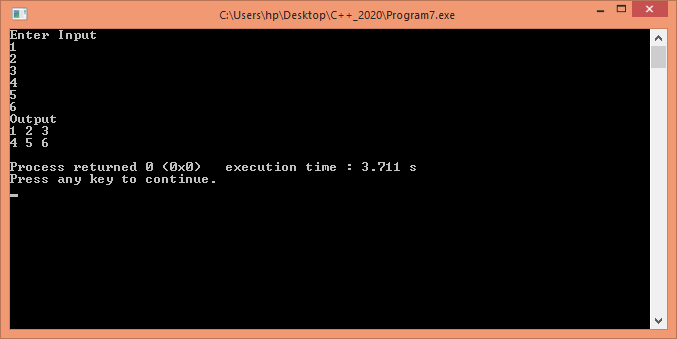 C:\Users\hp\Desktop\C++_2020\Program7.exe
Enter Input
1
2
3
4
5
6
Output
1 2 3
4 5 6
Process returned 0 (0x0)   execution time : 3.711 s
Press any key to continue.